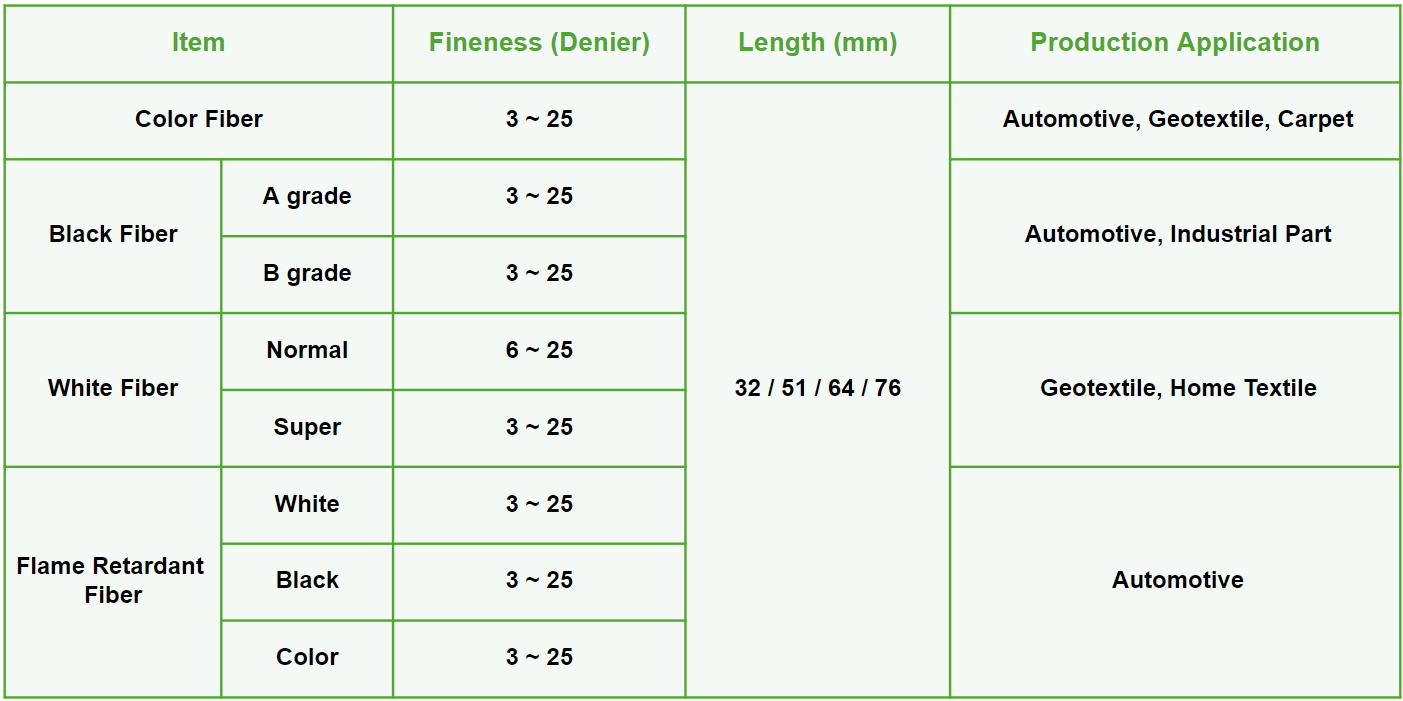 Item Fineness (Denier) Length (mm) Production Application
Color Fiber 3 ~ 25 32 / 51 / 64 / 76 Automotive, Geotextile, Carpet
Black Fiber A grade 3 ~ 25 Automotive, Industrial Part
B grade 3 ~ 25
White Fiber Normal 6 ~ 25 Geotextile, Home Textile
Super 3 ~ 25
Flame Retardant
Fiber
White 3 ~ 25 Automotive
Black 3 ~ 25
Color 3 ~ 25